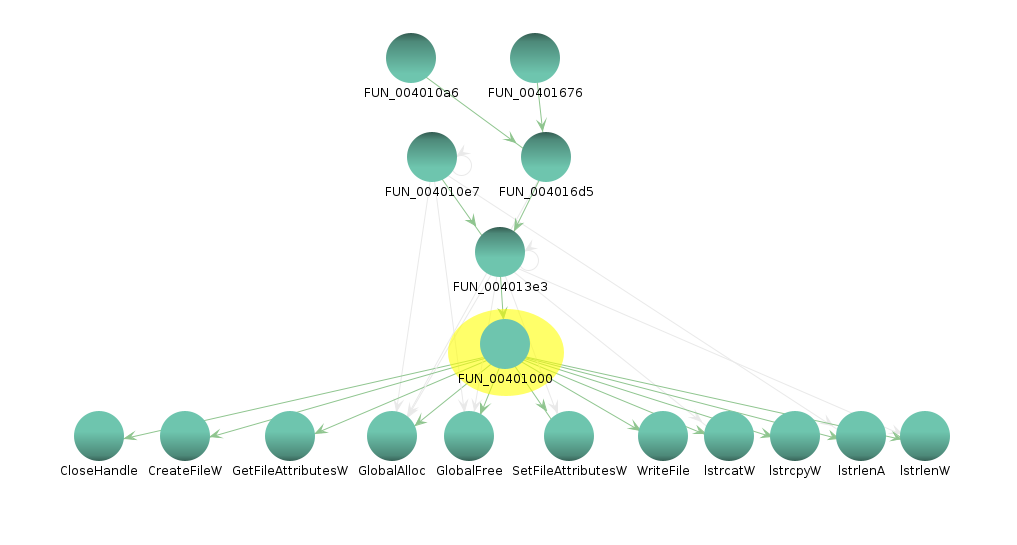 FUN_004010a6
FUN_00401676
FUN_004010e7
FUN_004016d5
FUN_004013e3
FUN_00401000
CloseHandle
CreateFileW
GetFileAttributesW
GlobalAlloc
GlobalFree
SetFileAttributesW
WriteFile
lstrcatW
lstrcpyW
lstrlenA
lstrlenW